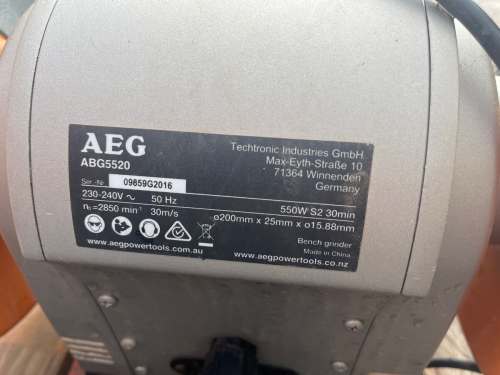 AEG
ABG5520
Techtronic Industries GmbH
Max-Eyth-Straße 10
71364 Winnenden
Germany
Ser.-Nr. 09859G2016
230-240V ~ 50 Hz
550W S2 30min
n₀=2850 min⁻¹ 30m/s
ø200mm x 25mm x ø15.88mm
Bench grinder
Made in China
www.aegpowertools.com.au
www.aegpowertools.co.nz